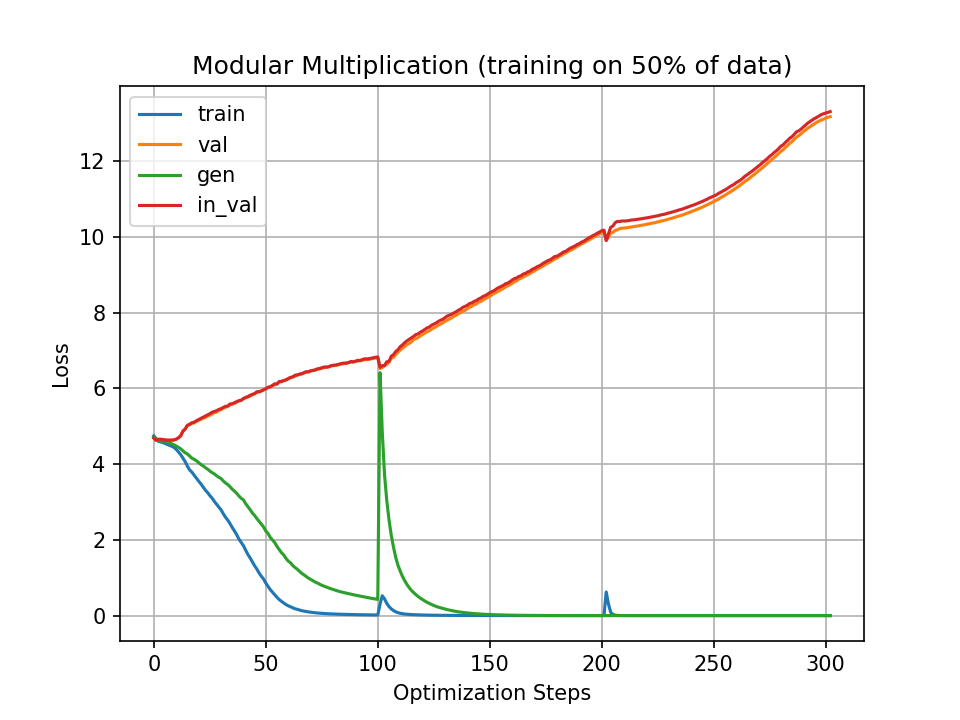 Modular Multiplication (training on 50% of data)
train
val
gen
in_val
12
10
8
6
4
2
0
Loss
0 50 100 150 200 250 300
Optimization Steps